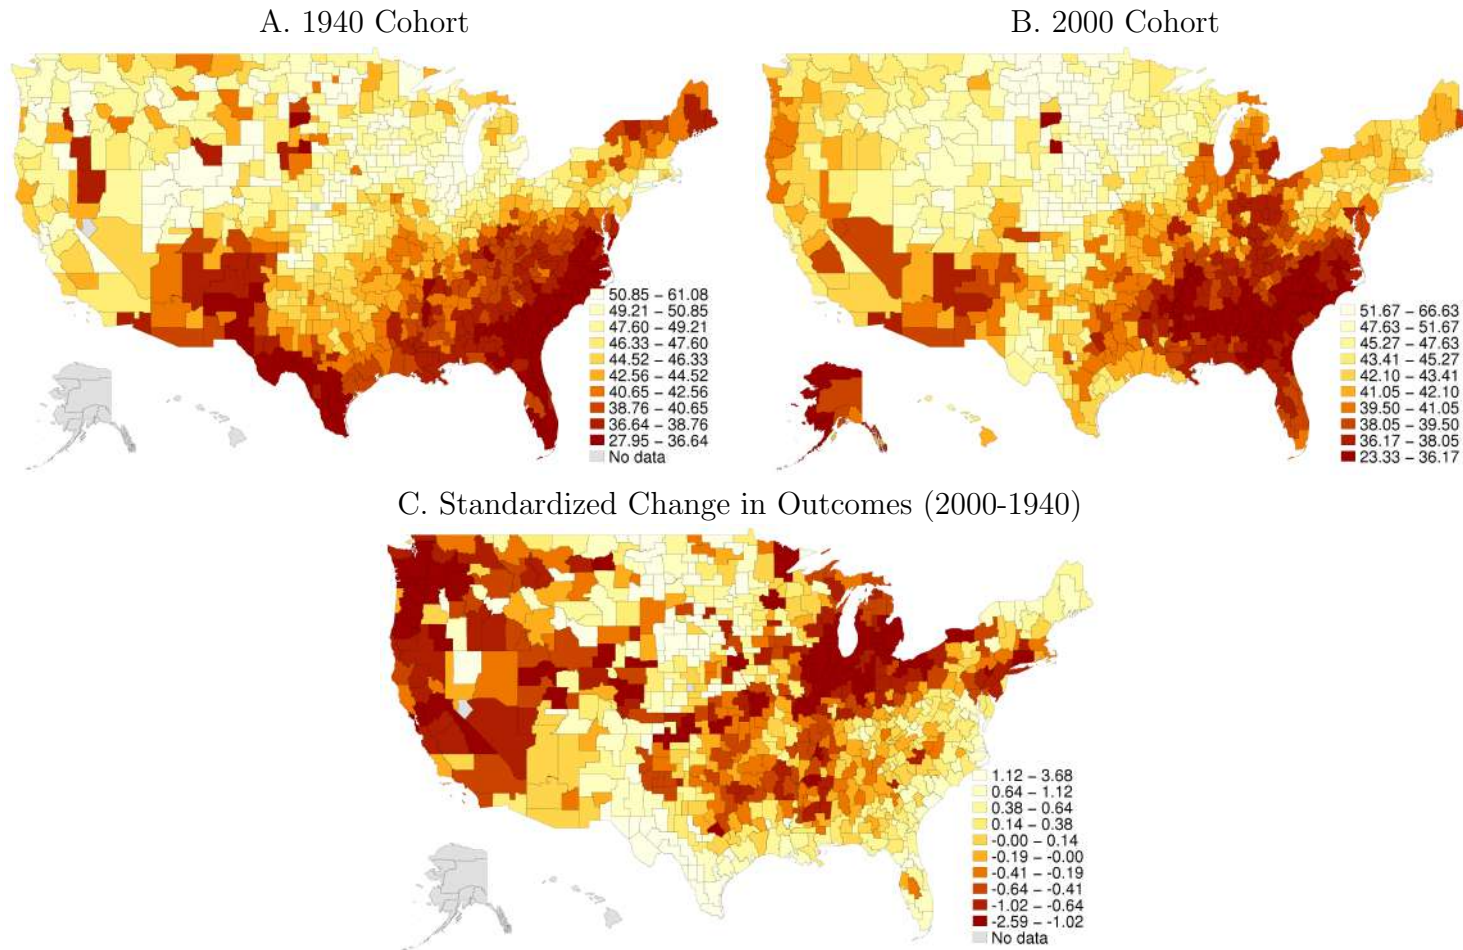 A. 1940 Cohort
B. 2000 Cohort
50.85 – 61.08
49.21 – 50.85
47.60 – 49.21
46.33 – 47.60
44.52 – 46.33
42.56 – 44.52
40.65 – 42.56
38.76 – 40.65
36.64 – 38.76
27.95 – 36.64
No data
51.67 – 66.63
47.63 – 51.67
45.27 – 47.63
43.41 – 45.27
42.10 – 43.41
41.05 – 42.10
39.50 – 41.05
38.05 – 39.50
36.17 – 38.05
23.33 – 36.17
C. Standardized Change in Outcomes (2000-1940)
1.12 – 3.68
0.64 – 1.12
0.38 – 0.64
0.14 – 0.38
-0.00 – 0.14
-0.19 – -0.00
-0.41 – -0.19
-0.64 – -0.41
-1.02 – -0.64
-2.59 – -1.02
No data